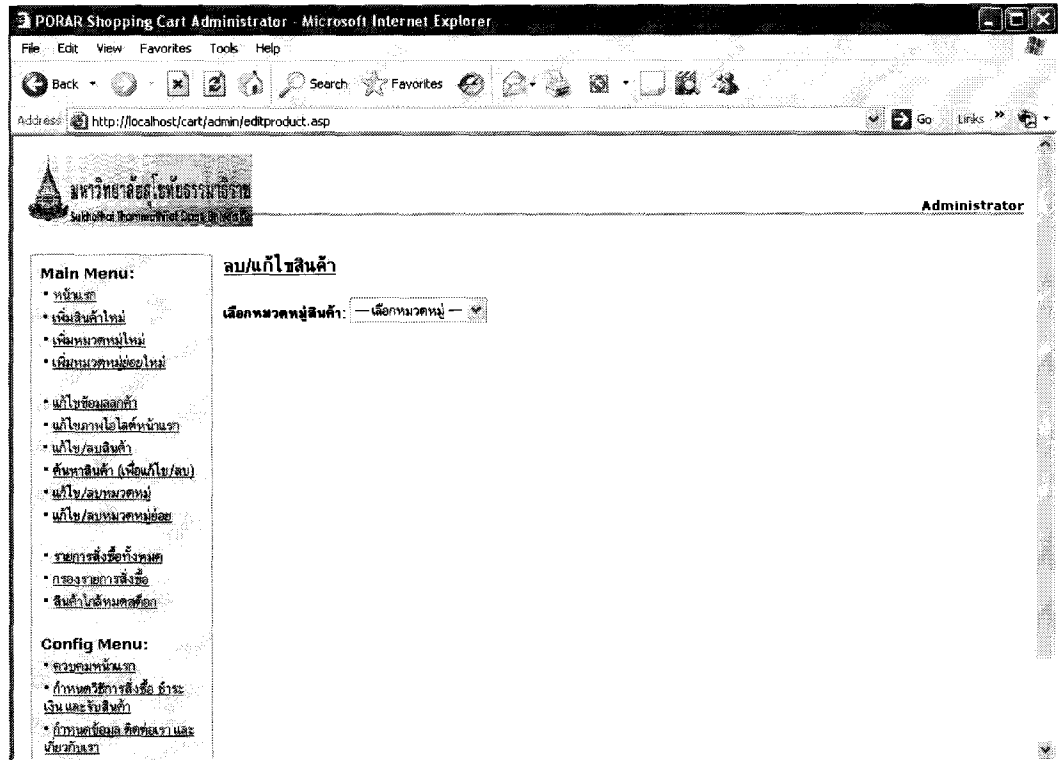 PORAR Shopping Cart Administrator - Microsoft Internet Explorer
File Edit View Favorites Tools Help
Back Search Favorites
Address http://localhost/cart/admin/editproduct.asp Go Links »
มหาวิทยาลัยสุโขทัยธรรมาธิราช
Sukhothai Thammathirat Open
Administrator
ลบ/แก้ไขสินค้า
เลือกหมวดหมู่สินค้า: —เลือกหมวดหมู่—
Main Menu:
• หน้าแรก
• เพิ่มสินค้าใหม่
• เพิ่มหมวดหมู่ใหม่
• เพิ่มหมวดหมู่ย่อยใหม่
• แก้ไขข้อมูลลูกค้า
• แก้ไขภาพไฮไลต์หน้าแรก
• แก้ไข/ลบสินค้า
• ค้นหาสินค้า (เพื่อแก้ไข/ลบ)
• แก้ไข/ลบหมวดหมู่
• แก้ไข/ลบหมวดหมู่ย่อย
• รายการสั่งซื้อทั้งหมด
• กรองรายการสั่งซื้อ
• สินค้าใกล้หมดสต็อก
Config Menu:
• ควบคุมหน้าแรก
• กำหนดวิธีการสั่งซื้อ ชำระ
เงิน และรับสินค้า
• กำหนดข้อมูล ติดต่อเรา และ
เกี่ยวกับเรา